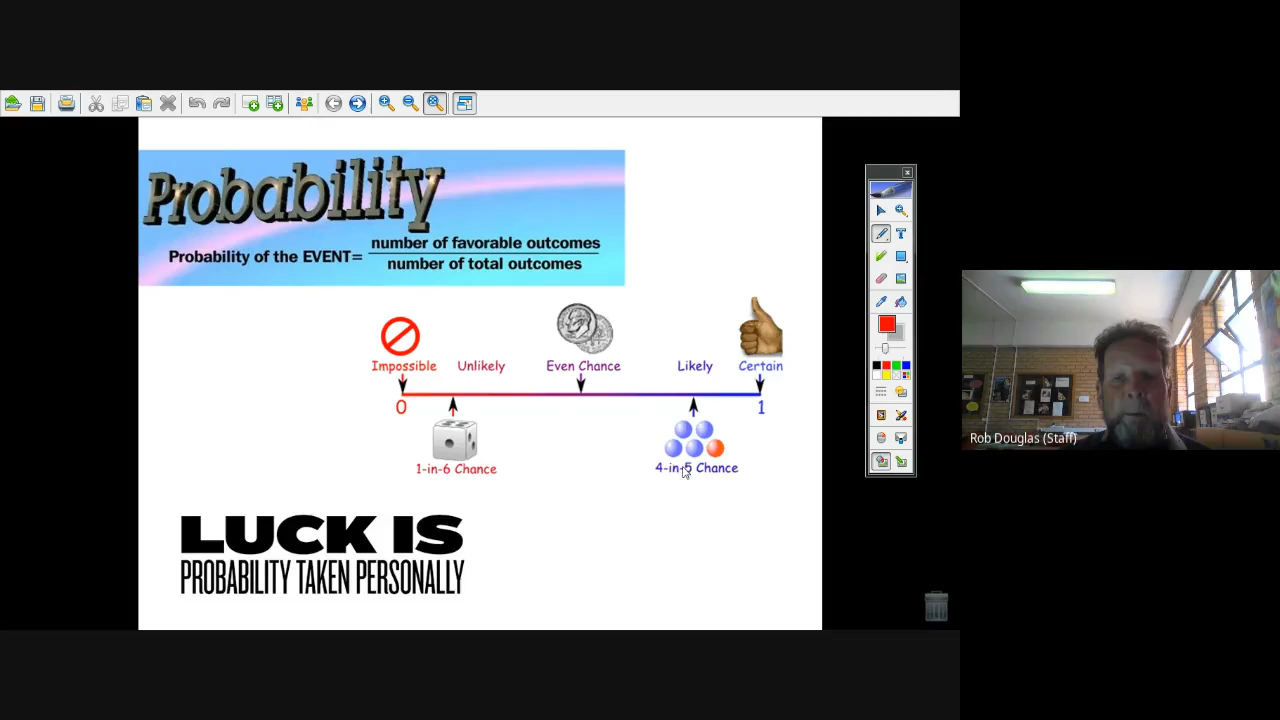 Probability
Probability of the EVENT= number of favorable outcomes
number of total outcomes
Impossible Unlikely Even Chance Likely Certain
0 1
1-in-6 Chance 4-in-5 Chance
LUCK IS
PROBABILITY TAKEN PERSONALLY
Rob Douglas (Staff)